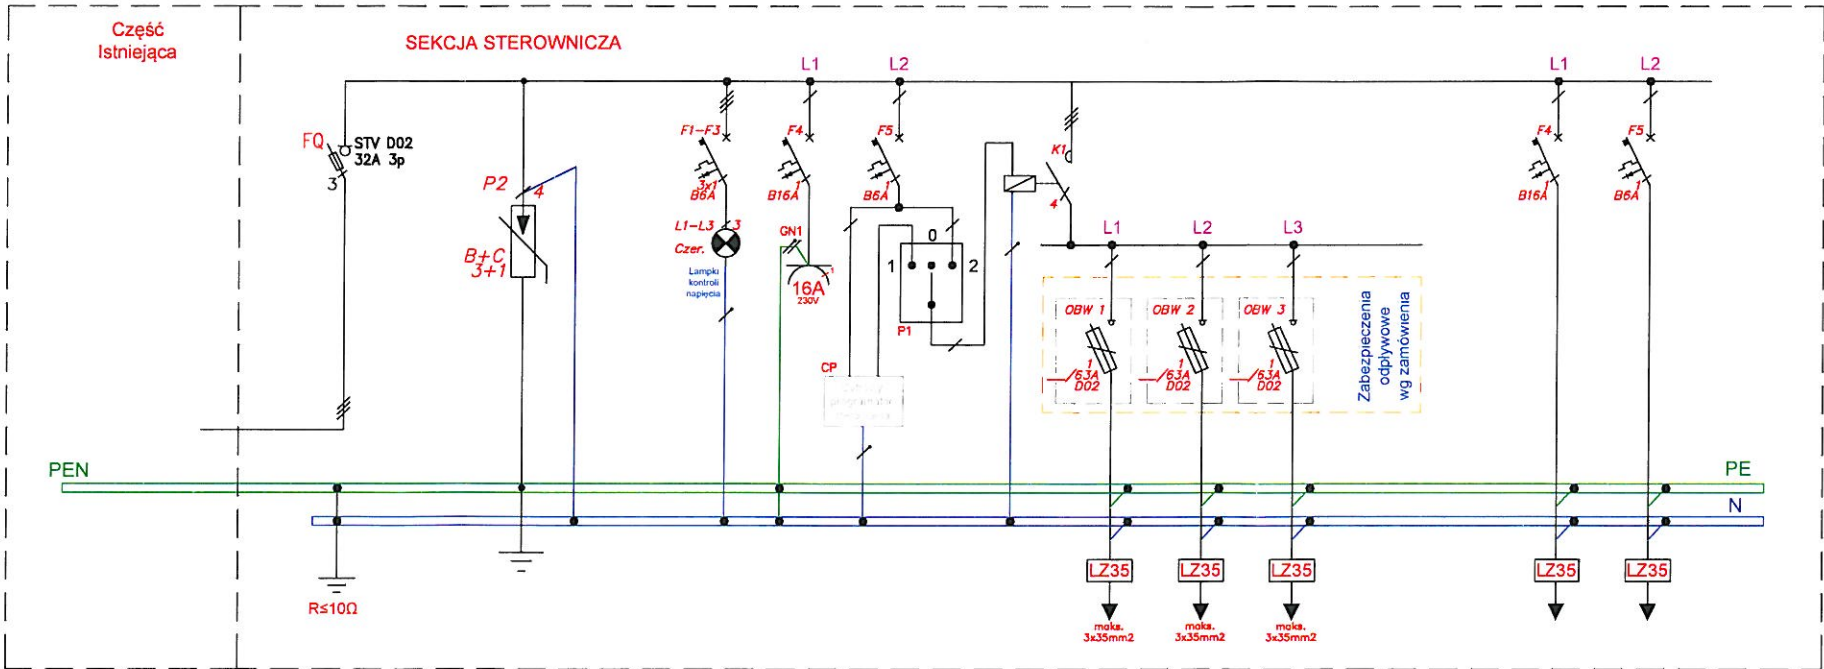 Część
Istniejąca
SEKCJA STEROWNICZA
L1
L2
L1
L2
FQ
STV D02
32A 3p
3
P2
4
B+C
3+1
F1-F3
3x1
B6A
L1-L3
3
Czer.
Lampki
kontroli
napięcia
F4
1
B16A
GN1
1
16A
230V
F5
1
B6A
0
1
2
P1
CP
K1
4
L1
L2
L3
OBW 1
1
63A
D02
OBW 2
1
63A
D02
OBW 3
1
63A
D02
Zabezpieczenia
odpływowe
wg zamówienia
F4
1
B16A
F5
1
B6A
PEN
PE
N
R≤10Ω
LZ35
LZ35
LZ35
LZ35
LZ35
maks.
3x35mm2
maks.
3x35mm2
maks.
3x35mm2